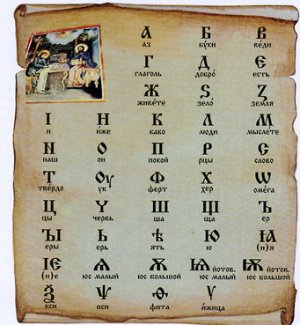 А Б В
аз буки веди
Г Д Є
глаголь добро есть
Ж Ѕ Z
живете зело земля
І И К Л М
и иже како люди мыслете
Н О П Р С
наш он покой рцы слово
Т Оу Ф Х Ѡ
твердо ук ферт хер омега
Ц Ч Ш Щ Ъ
цы червь ша ща ер
Ы Ь Ѣ Ю Ꙗ
еры ерь ять ю (и)я
Ѥ Ѧ Ѫ Ѩ йотов. Ѭ йотов.
(и)е юс малый юс большой юс малый юс большой
Ѯ Ѱ Ѳ Ѵ
кси пси фита ижица